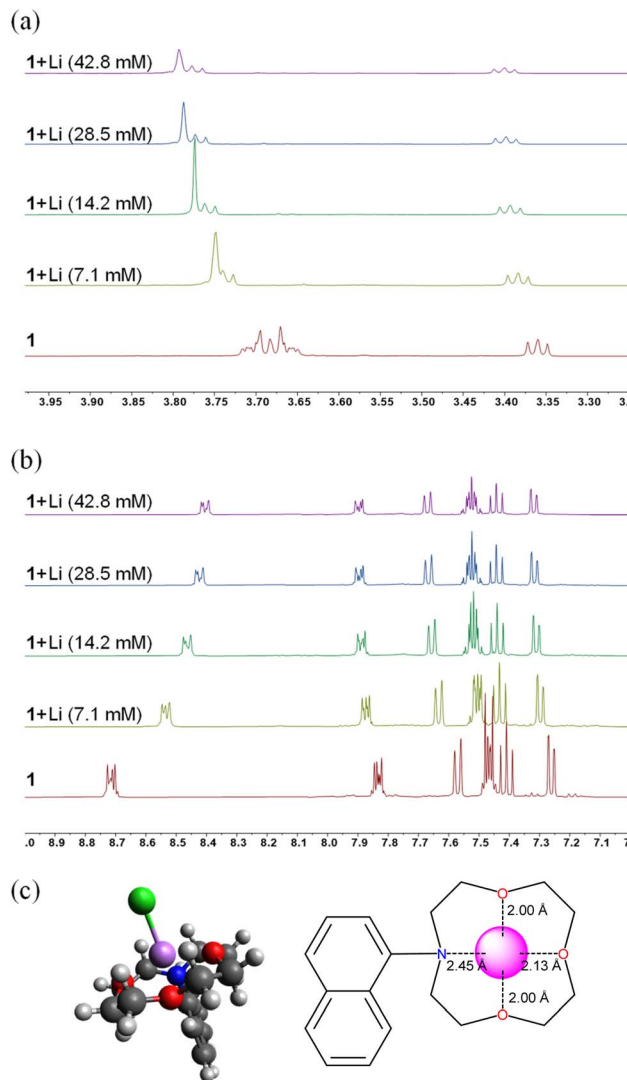 (a)
1+Li (42.8 mM)
1+Li (28.5 mM)
1+Li (14.2 mM)
1+Li (7.1 mM)
1
3.95 3.90 3.85 3.80 3.75 3.70 3.65 3.60 3.55 3.50 3.45 3.40 3.35 3.30 3.2
(b)
1+Li (42.8 mM)
1+Li (28.5 mM)
1+Li (14.2 mM)
1+Li (7.1 mM)
1
.0 8.9 8.8 8.7 8.6 8.5 8.4 8.3 8.2 8.1 8.0 7.9 7.8 7.7 7.6 7.5 7.4 7.3 7.2 7.1 7.0
(c)
O
2.00 Å
N
2.45 Å
2.13 Å
O
2.00 Å
O